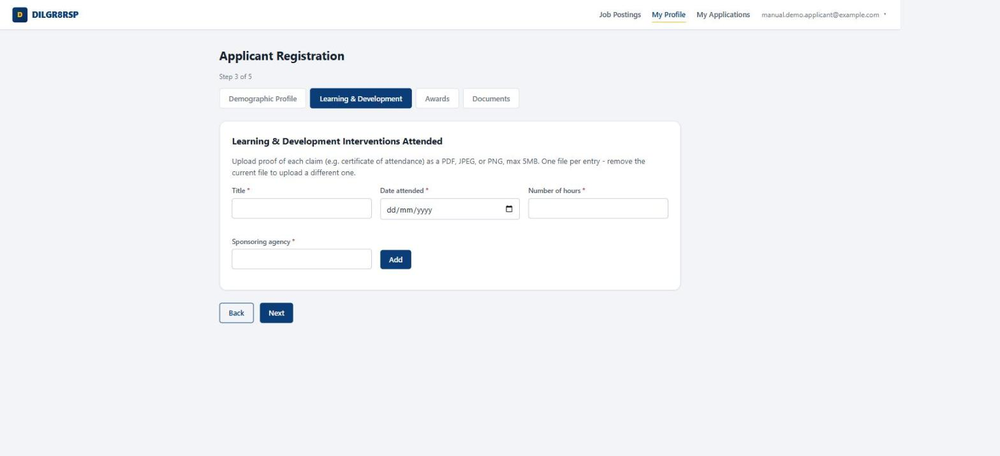 D DILGR8RSP
Job Postings My Profile My Applications manual.demo.applicant@example.com
Applicant Registration
Step 3 of 5
Demographic Profile Learning & Development Awards Documents
Learning & Development Interventions Attended
Upload proof of each claim (e.g. certificate of attendance) as a PDF, JPEG, or PNG, max 5MB. One file per entry - remove the
current file to upload a different one.
Title * Date attended * Number of hours *
dd/mm/yyyy
Sponsoring agency *
Add
Back Next